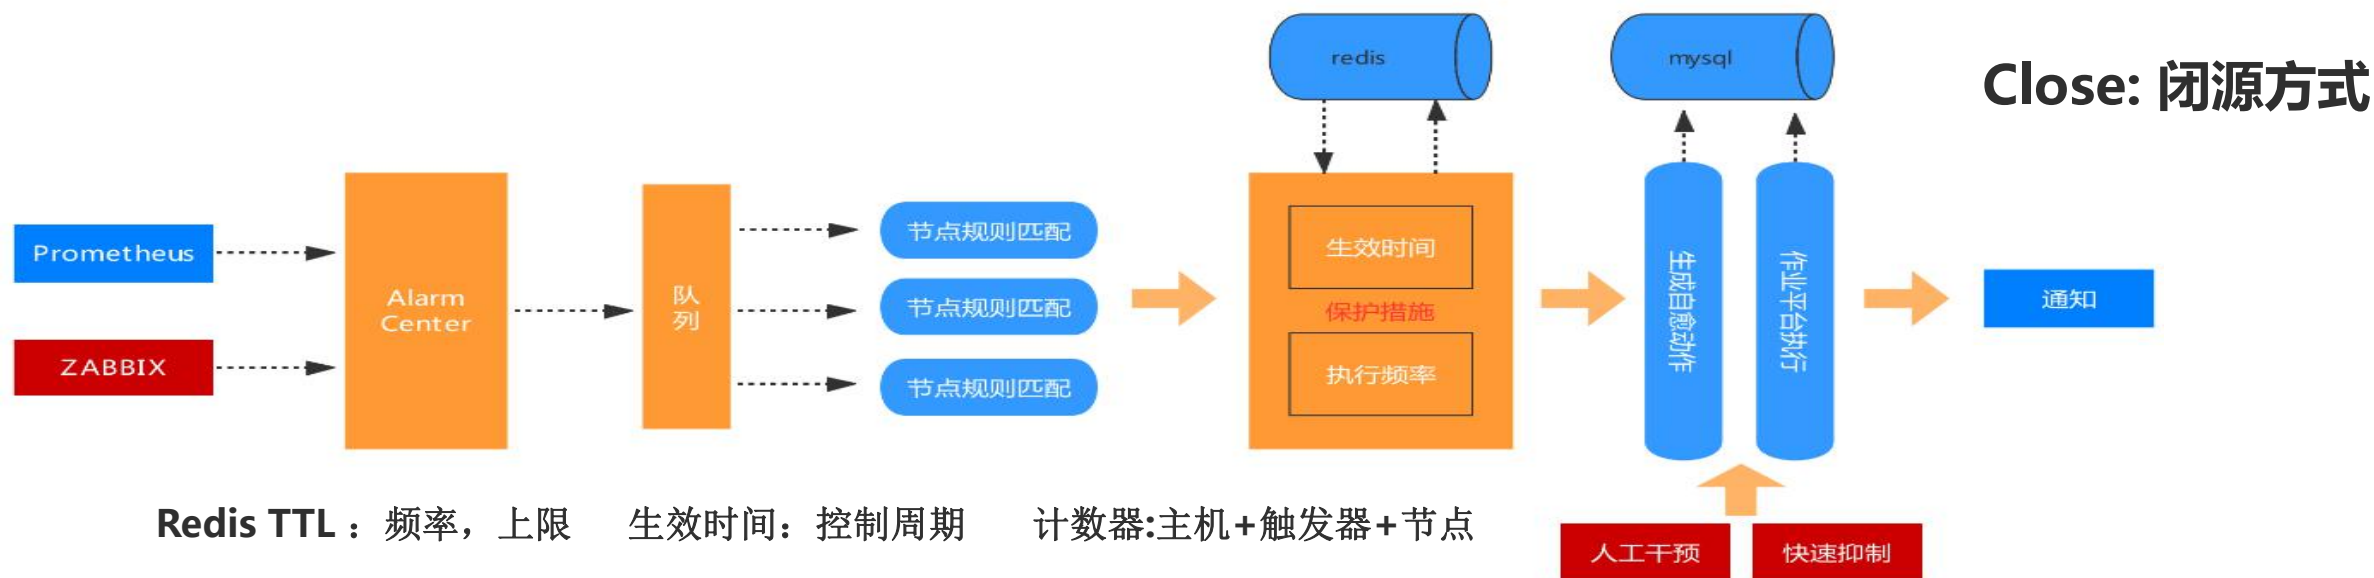 redis
mysql
Close: 闭源方式
Prometheus
ZABBIX
Alarm
Center
队
列
节点规则匹配
节点规则匹配
节点规则匹配
生效时间
保护措施
执行频率
生成自愈动作
作业平台执行
通知
Redis TTL ：频率，上限 生效时间：控制周期 计数器:主机+触发器+节点
人工干预
快速抑制